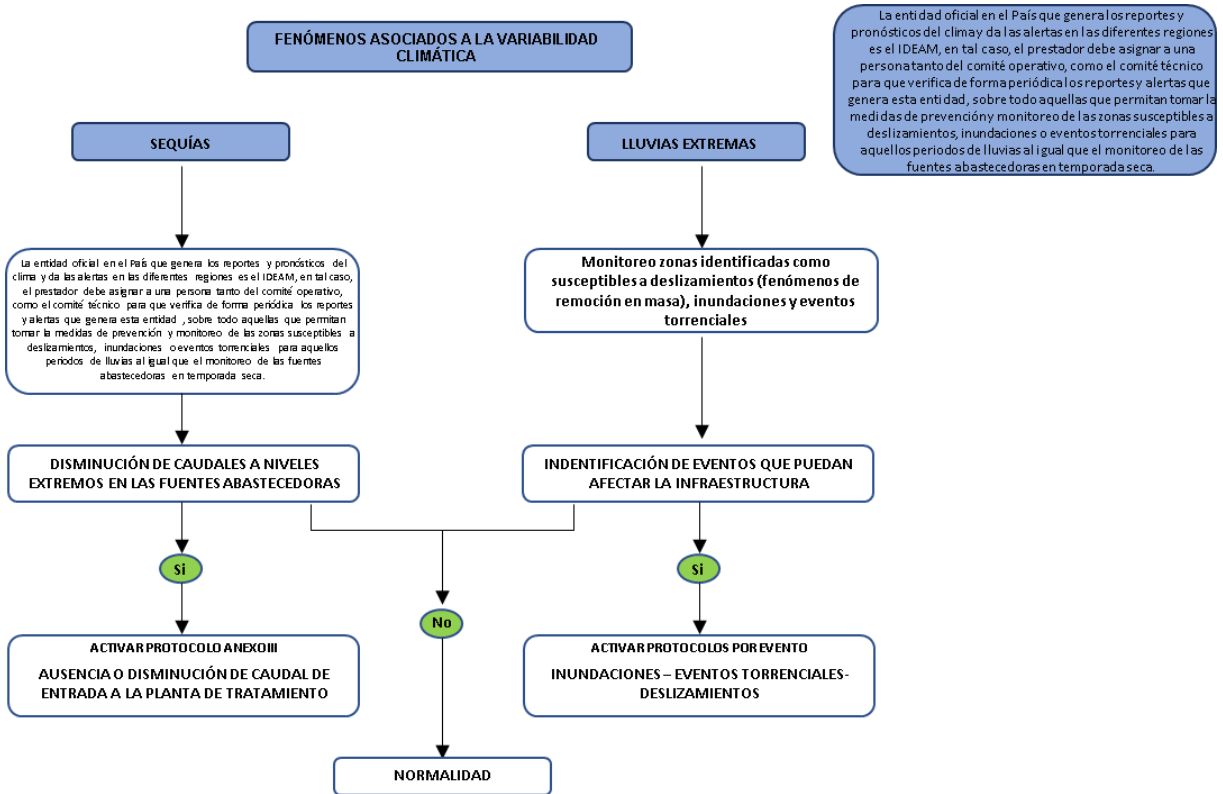 FENÓMENOS ASOCIADOS A LA VARIABILIDAD
CLIMÁTICA
La entidad oficial en el País que genera los reportes y
pronósticos del clima y da las alertas en las diferentes regiones
es el IDEAM, en tal caso, el prestador debe asignar a una
persona tanto del comité operativo, como el comité técnico
para que verifica de forma periódica los reportes y alertas que
genera esta entidad, sobre todo aquellas que permitan tomar la
medidas de prevención y monitoreo de las zonas susceptibles a
deslizamientos, inundaciones o eventos torrenciales para
aquellos periodos de lluvias al igual que el monitoreo de las
fuentes abastecedoras en temporada seca.
SEQUÍAS
LLUVIAS EXTREMAS
La entidad oficial en el País que genera los reportes y pronósticos del
clima y da las alertas en las diferentes regiones es el IDEAM, en tal caso,
el prestador debe asignar a una persona tanto del comité operativo,
como el comité técnico para que verifica de forma periódica los reportes
y alertas que genera esta entidad , sobre todo aquellas que permitan
tomar la medidas de prevención y monitoreo de las zonas susceptibles a
deslizamientos, inundaciones o eventos torrenciales para aquellos
periodos de lluvias al igual que el monitoreo de las fuentes
abastecedoras en temporada seca.
Monitoreo zonas identificadas como
susceptibles a deslizamientos (fenómenos de
remoción en masa), inundaciones y eventos
torrenciales
DISMINUCIÓN DE CAUDALES A NIVELES
EXTREMOS EN LAS FUENTES ABASTECEDORAS
INDENTIFICACIÓN DE EVENTOS QUE PUEDAN
AFECTAR LA INFRAESTRUCTURA
Si
Si
No
ACTIVAR PROTOCOLO ANEXO III
AUSENCIA O DISMINUCIÓN DE CAUDAL DE
ENTRADA A LA PLANTA DE TRATAMIENTO
ACTIVAR PROTOCOLOS POR EVENTO
INUNDACIONES – EVENTOS TORRENCIALES-
DESLIZAMIENTOS
NORMALIDAD